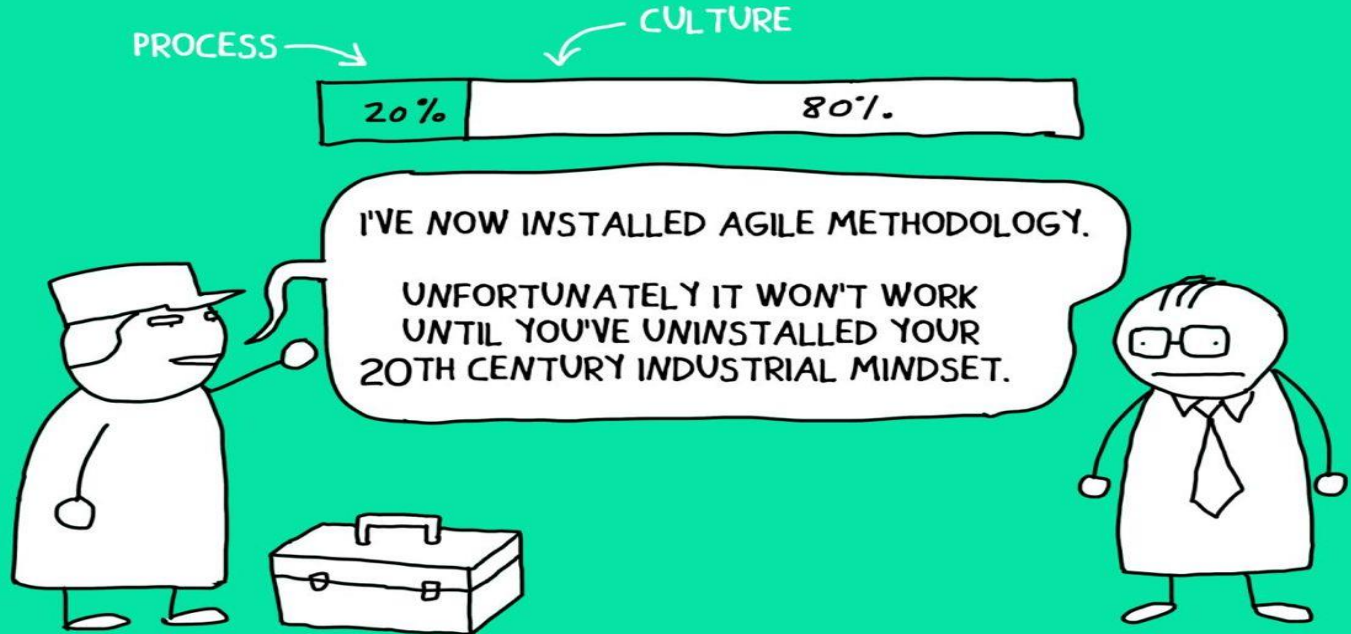 CULTURE
PROCESS
20%
80%.
I'VE NOW INSTALLED AGILE METHODOLOGY.
UNFORTUNATELY IT WON'T WORK
UNTIL YOU'VE UNINSTALLED YOUR
20TH CENTURY INDUSTRIAL MINDSET.